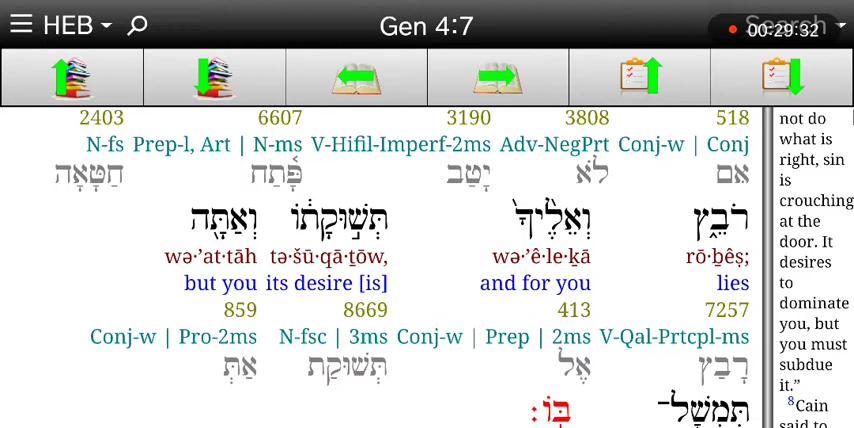 HEB Gen 4:7 Search
00:29:32
2403 6607 3190 3808 518
N-fs Prep-l, Art | N-ms V-Hifil-Imperf-2ms Adv-NegPrt Conj-w | Conj
אִם לֹא יָטַב פֶּתַח חַטָּאָה
רֹבֵ֑ץ וְאֵלֶ֙יךָ֙ תְּשׁ֣וּקָת֔וֹ וְאַתָּ֖ה
wə·’at·tāh tə·šū·qā·ṯōw, wə·’ê·le·ḵā rō·ḇêṣ;
but you its desire [is] and for you lies
859 8669 413 7257
Conj-w | Pro-2ms N-fsc | 3ms Conj-w | Prep | 2ms V-Qal-Prtcpl-ms
רָבַץ אֶל תְּשׁוּקַת אַתְּ
תִּמְשָׁל־ בּֽוֹ׃
not do
what is
right, sin
is
crouching
at the
door. It
desires
to
dominate
you, but
you must
subdue
it.”
8Cain
said to